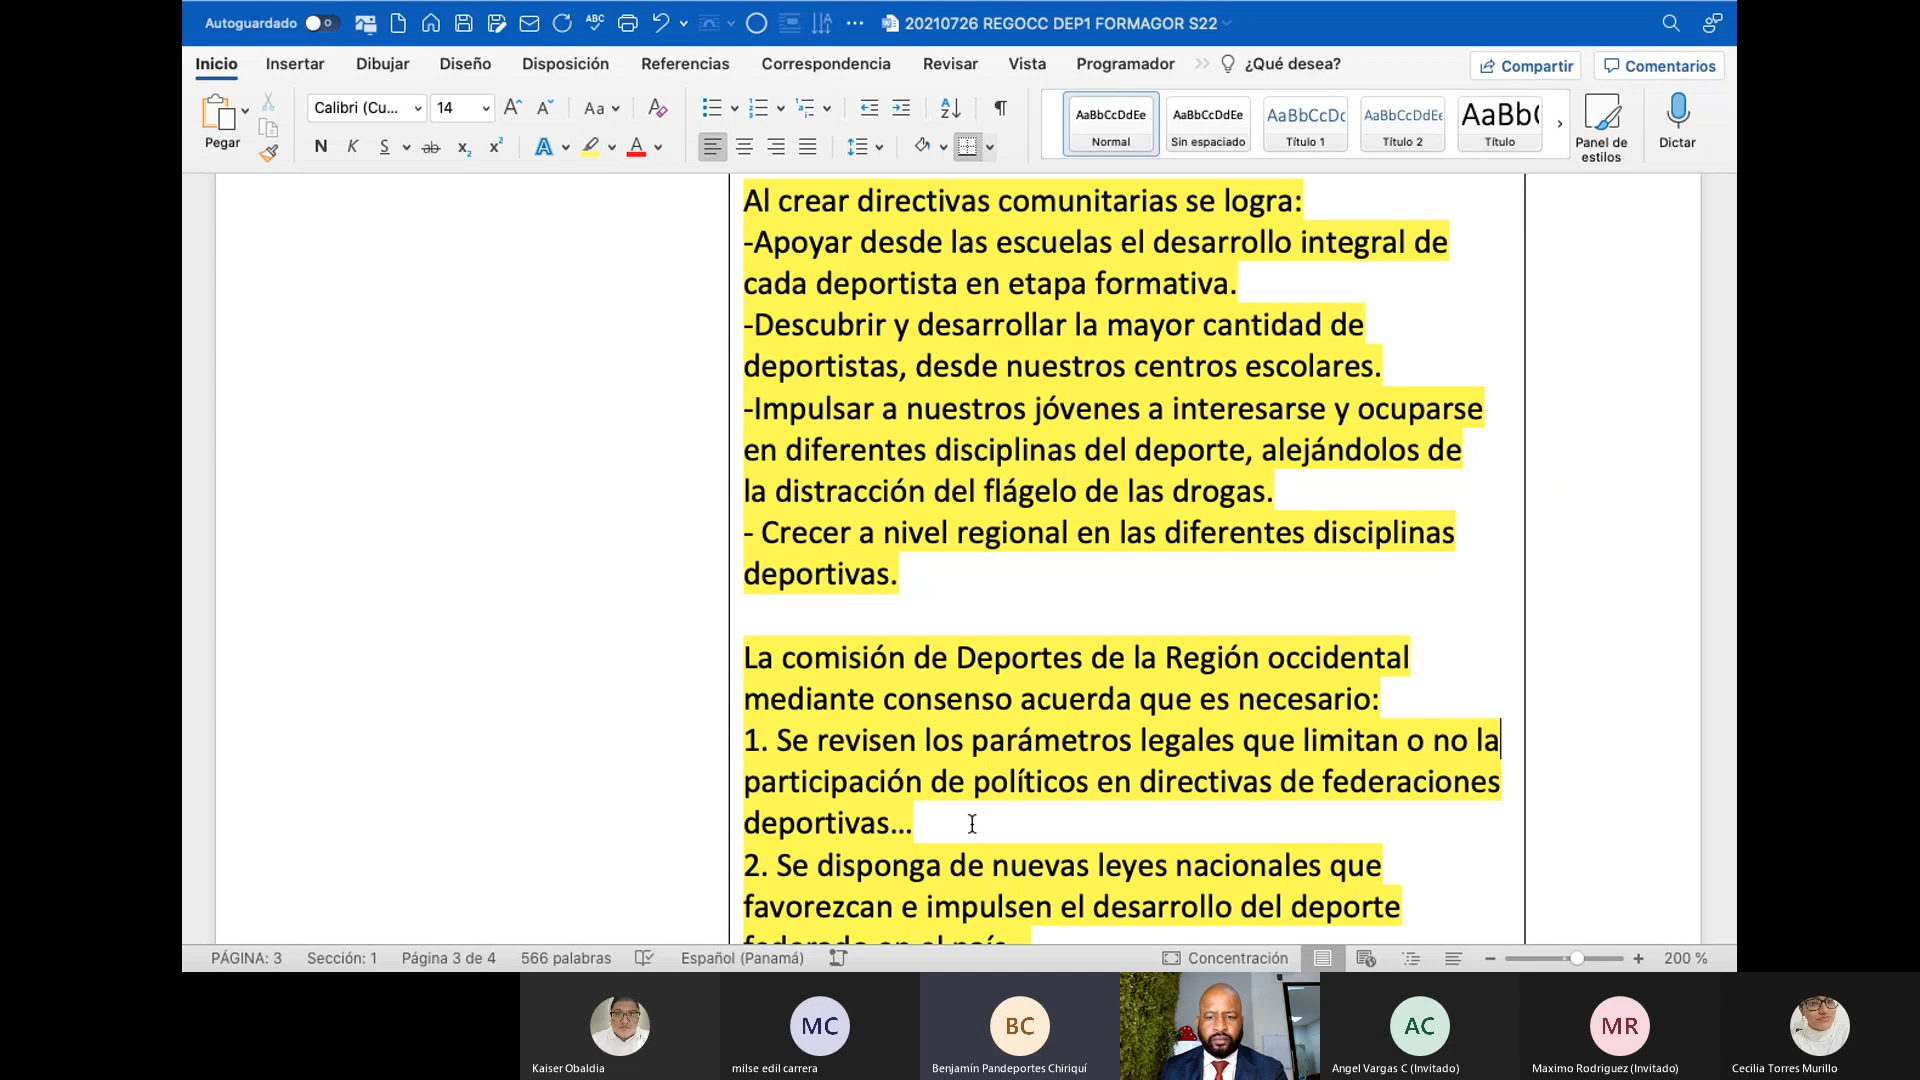 Autoguardado
20210726 REGOCC DEP1 FORMAGOR S22
Inicio Insertar Dibujar Diseño Disposición Referencias Correspondencia Revisar Vista Programador ¿Qué desea? Compartir Comentarios
Pegar
Calibri (Cu... 14
N K S ab x₂ x² A A
AaBbCcDdEe AaBbCcDdEe AaBbCcDc AaBbCcDdEe AaBb(
Normal Sin espaciado Título 1 Título 2 Título
Panel de estilos
Dictar
Al crear directivas comunitarias se logra:
-Apoyar desde las escuelas el desarrollo integral de
cada deportista en etapa formativa.
-Descubrir y desarrollar la mayor cantidad de
deportistas, desde nuestros centros escolares.
-Impulsar a nuestros jóvenes a interesarse y ocuparse
en diferentes disciplinas del deporte, alejándolos de
la distracción del flágelo de las drogas.
- Crecer a nivel regional en las diferentes disciplinas
deportivas.
La comisión de Deportes de la Región occidental
mediante consenso acuerda que es necesario:
1. Se revisen los parámetros legales que limitan o no la
participación de políticos en directivas de federaciones
deportivas...
2. Se disponga de nuevas leyes nacionales que
favorezcan e impulsen el desarrollo del deporte
federado en el país
PÁGINA: 3 Sección: 1 Página 3 de 4 566 palabras Español (Panamá) Concentración 200 %
MC BC AC MR
Kaiser Obaldia milse edil carrera Benjamín Pandeportes Chiriquí Angel Vargas C (Invitado) Maximo Rodriguez (Invitado) Cecilia Torres Murillo